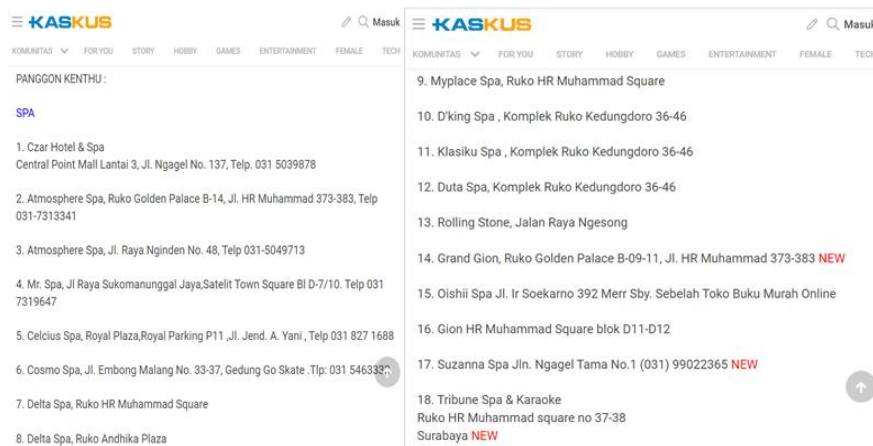 KASKUS
Masuk
KOMUNITAS FOR YOU STORY HOBBY GAMES ENTERTAINMENT FEMALE TECH
PANGGON KENTHU :
SPA
1. Czar Hotel & Spa
Central Point Mall Lantai 3, Jl. Ngagel No. 137, Telp. 031 5039878
2. Atmosphere Spa, Ruko Golden Palace B-14, Jl. HR Muhammad 373-383, Telp
031-7313341
3. Atmosphere Spa, Jl. Raya Nginden No. 48, Telp 031-5049713
4. Mr. Spa, Jl Raya Sukomanunggal Jaya,Satelit Town Square Bl D-7/10. Telp 031
7319647
5. Celcius Spa, Royal Plaza,Royal Parking P11 ,Jl. Jend. A. Yani , Telp 031 827 1688
6. Cosmo Spa, Jl. Embong Malang No. 33-37, Gedung Go Skate .Tlp: 031
7. Delta Spa, Ruko HR Muhammad Square
8. Delta Spa, Ruko Andhika Plaza
KASKUS
Masuk
KOMUNITAS FOR YOU STORY HOBBY GAMES ENTERTAINMENT FEMALE
9. Myplace Spa, Ruko HR Muhammad Square
10. D'king Spa , Komplek Ruko Kedungdoro 36-46
11. Klasiku Spa , Komplek Ruko Kedungdoro 36-46
12. Duta Spa, Komplek Ruko Kedungdoro 36-46
13. Rolling Stone, Jalan Raya Ngesong
14. Grand Gion, Ruko Golden Palace B-09-11, Jl. HR Muhammad 373-383 NEW
15. Oishii Spa Jl. Ir Soekarno 392 Merr Sby. Sebelah Toko Buku Murah Online
16. Gion HR Muhammad Square blok D11-D12
17. Suzanna Spa Jln. Ngagel Tama No.1 (031) 99022365 NEW
18. Tribune Spa & Karaoke
Ruko HR Muhammad square no 37-38
Surabaya NEW